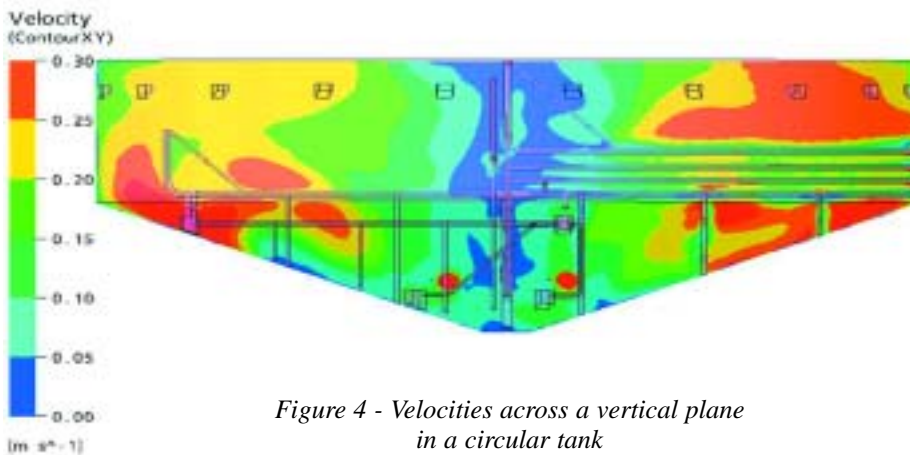 Velocity
(ContourXY)
0.30
0.25
0.20
0.15
0.10
0.05
0.00
[m s^-1]
Figure 4 - Velocities across a vertical plane
in a circular tank